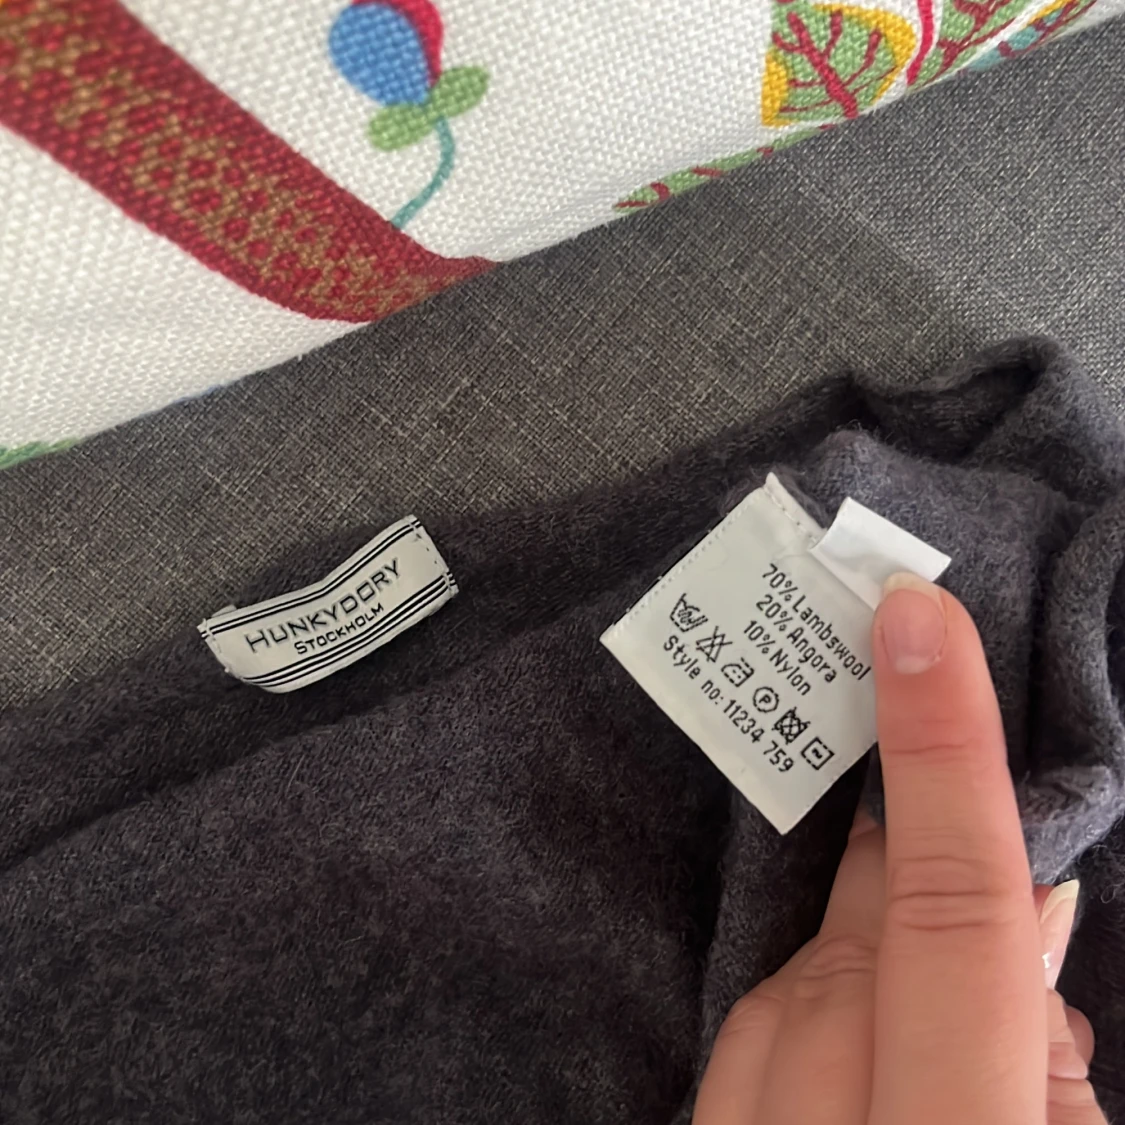 HUNKYDORY
STOCKHOLM
70% Lambswool
20% Angora
10% Nylon
P
Style no: 11234 759